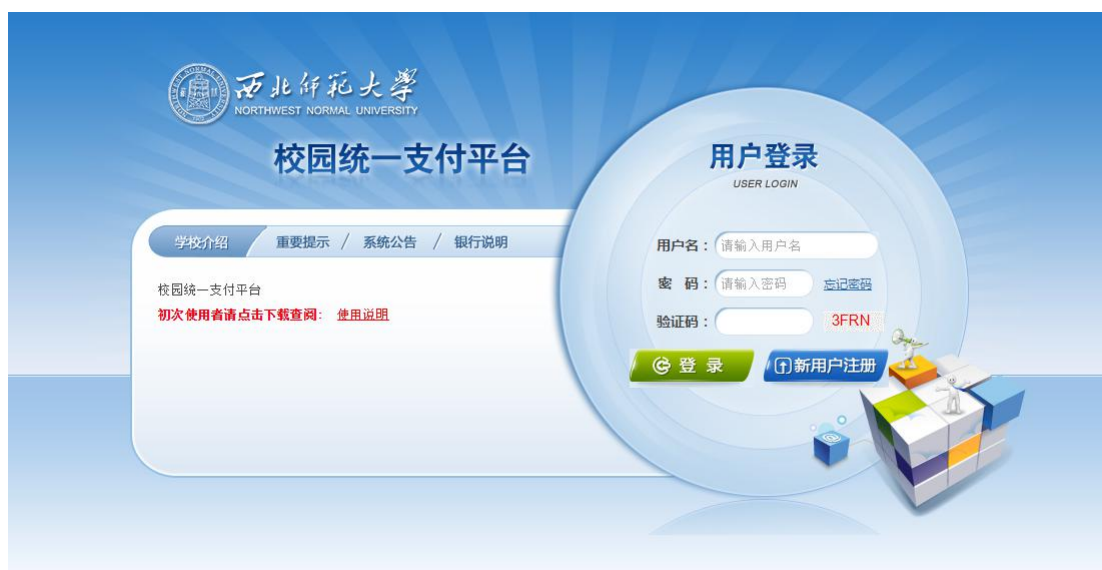 西北师范大学
NORTHWEST NORMAL UNIVERSITY
校园统一支付平台
学校介绍 / 重要提示 / 系统公告 / 银行说明
校园统一支付平台
初次使用者请点击下载查阅： 使用说明
用户登录
USER LOGIN
用户名： 请输入用户名
密 码： 请输入密码 忘记密码
验证码： 3FRN
登 录 新用户注册